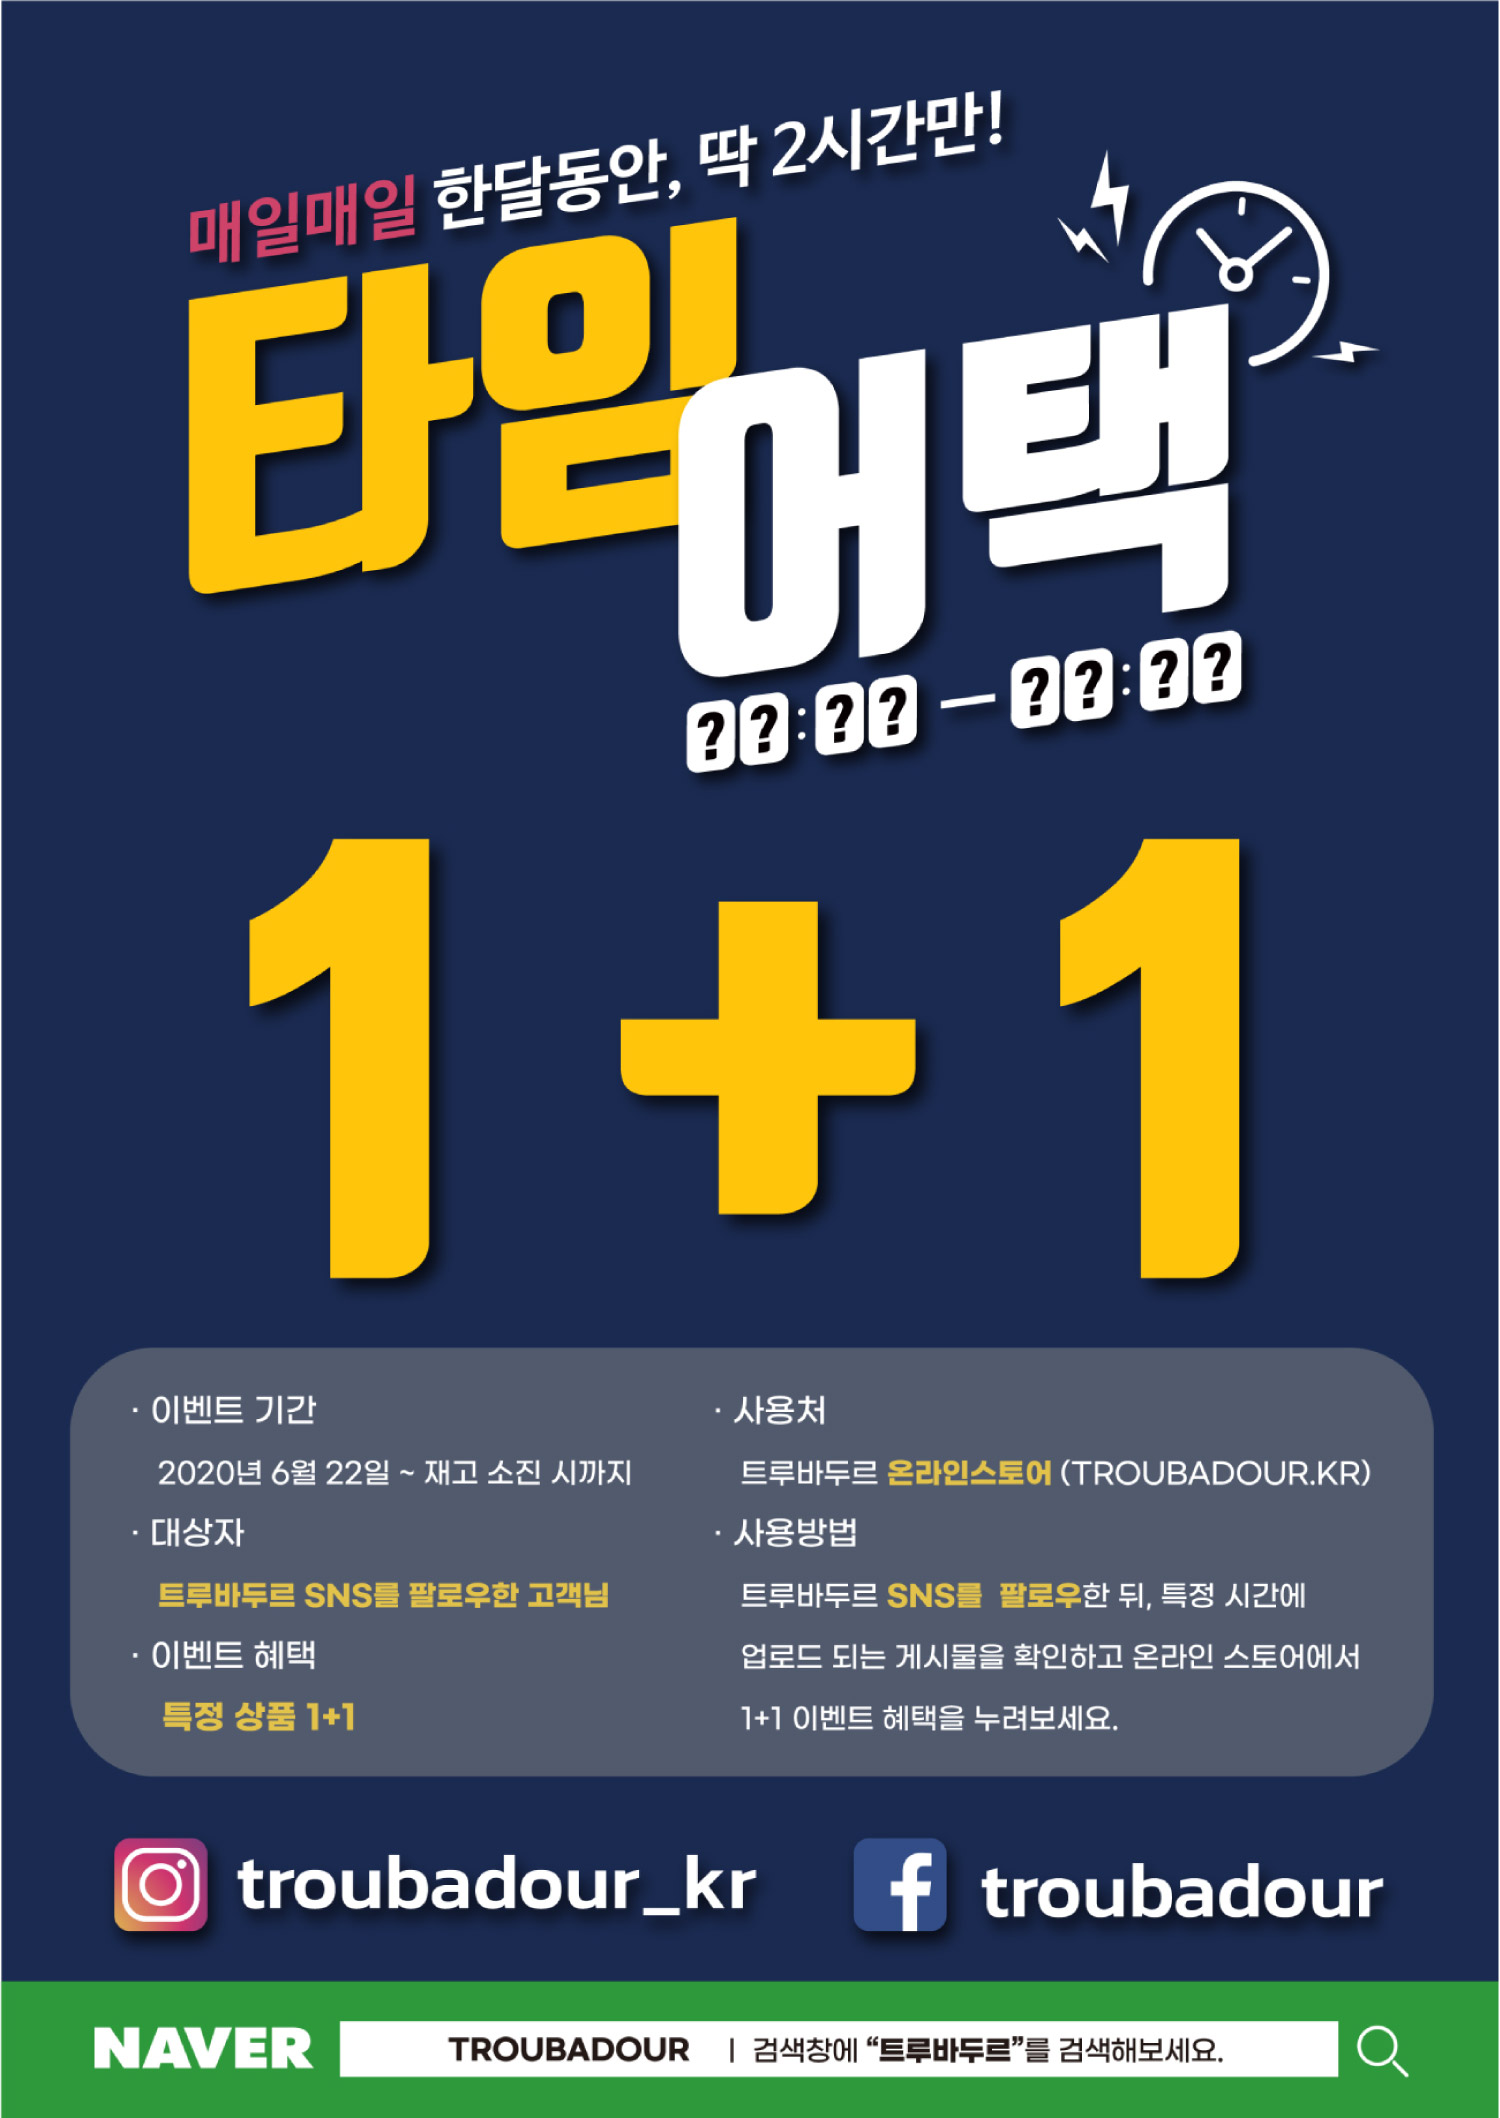 매일매일 한달동안, 딱 2시간만!
타임
어택
??:?? — ??:??
1 + 1
· 이벤트 기간
2020년 6월 22일 ~ 재고 소진 시까지
· 대상자
트루바두르 SNS를 팔로우한 고객님
· 이벤트 혜택
특정 상품 1+1
· 사용처
트루바두르 온라인스토어 (TROUBADOUR.KR)
· 사용방법
트루바두르 SNS를 팔로우한 뒤, 특정 시간에
업로드 되는 게시물을 확인하고 온라인 스토어에서
1+1 이벤트 혜택을 누려보세요.
troubadour_kr
troubadour
NAVER TROUBADOUR | 검색창에 “트루바두르”를 검색해보세요.